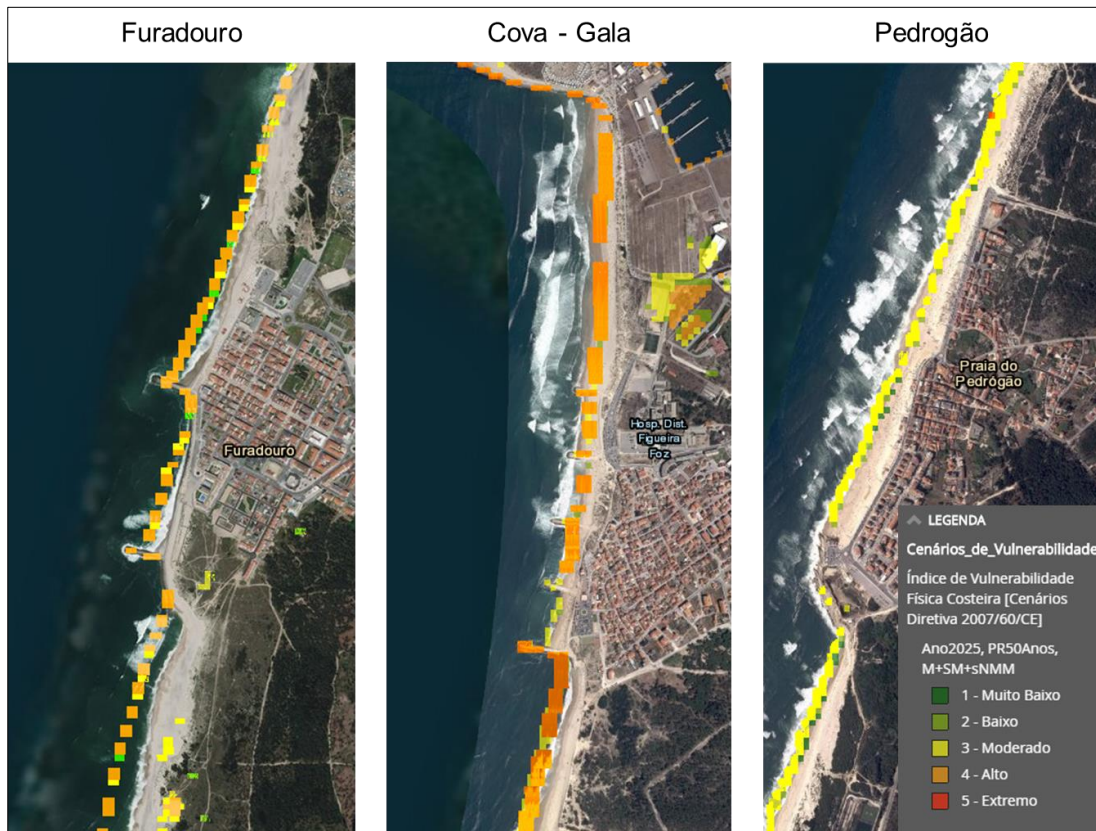 Furadouro
Cova - Gala
Pedrogão
Furadouro
Hosp. Dist.
Figueira
Foz
Praia do
Pedrógão
LEGENDA
Cenários_de_Vulnerabilidade
Índice de Vulnerabilidade
Física Costeira [Cenários
Diretiva 2007/60/CE]
Ano2025, PR50Anos,
M+SM+sNMM
1 - Muito Baixo
2 - Baixo
3 - Moderado
4 - Alto
5 - Extremo